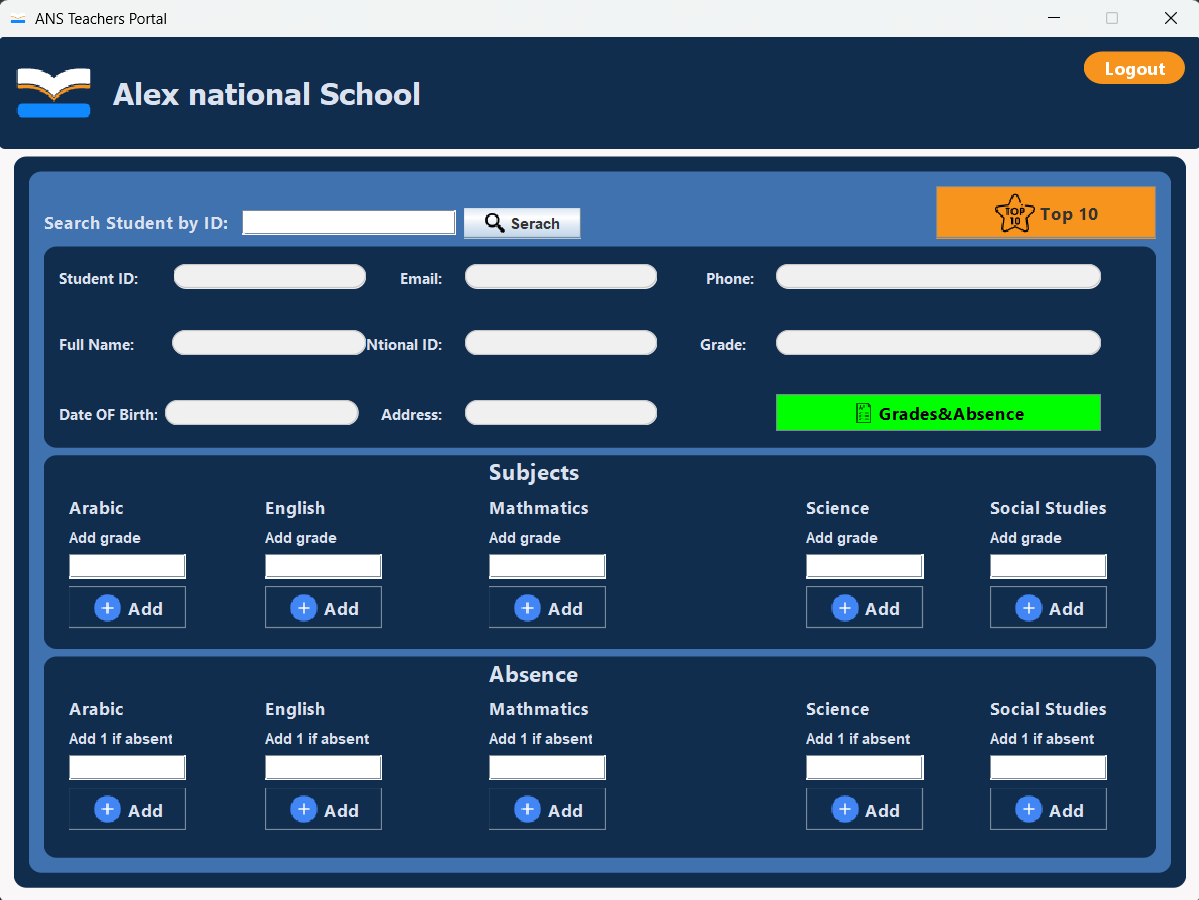 ANS Teachers Portal
Alex national School
Logout
Search Student by ID: Serach
TOP 10 Top 10
Student ID: Email: Phone:
Full Name: Ntional ID: Grade:
Date OF Birth: Address: Grades&Absence
Subjects
Arabic English Mathmatics Science Social Studies
Add grade Add grade Add grade Add grade Add grade
Add Add Add Add Add
Absence
Arabic English Mathmatics Science Social Studies
Add 1 if absent Add 1 if absent Add 1 if absent Add 1 if absent Add 1 if absent
Add Add Add Add Add